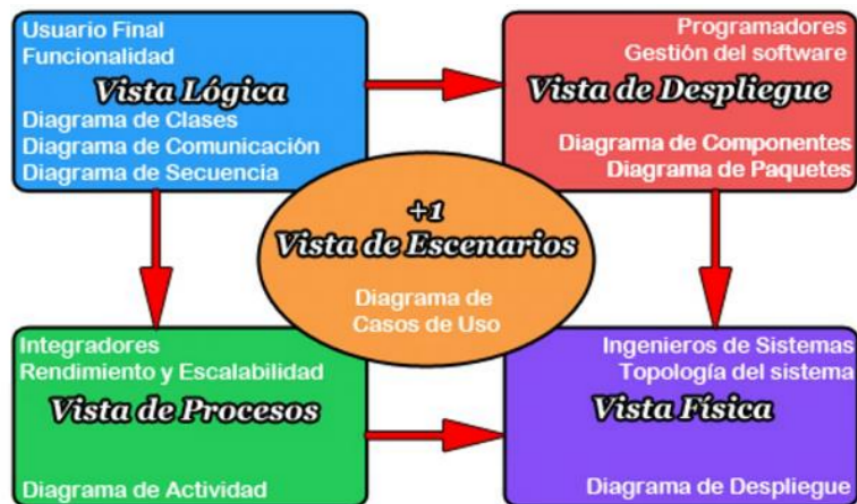 Usuario Final
Funcionalidad
Vista Lógica
Diagrama de Clases
Diagrama de Comunicación
Diagrama de Secuencia
Programadores
Gestión del software
Vista de Despliegue
Diagrama de Componentes
Diagrama de Paquetes
+1
Vista de Escenarios
Diagrama de
Casos de Uso
Integradores
Rendimiento y Escalabilidad
Vista de Procesos
Diagrama de Actividad
Ingenieros de Sistemas
Topología del sistema
Vista Física
Diagrama de Despliegue